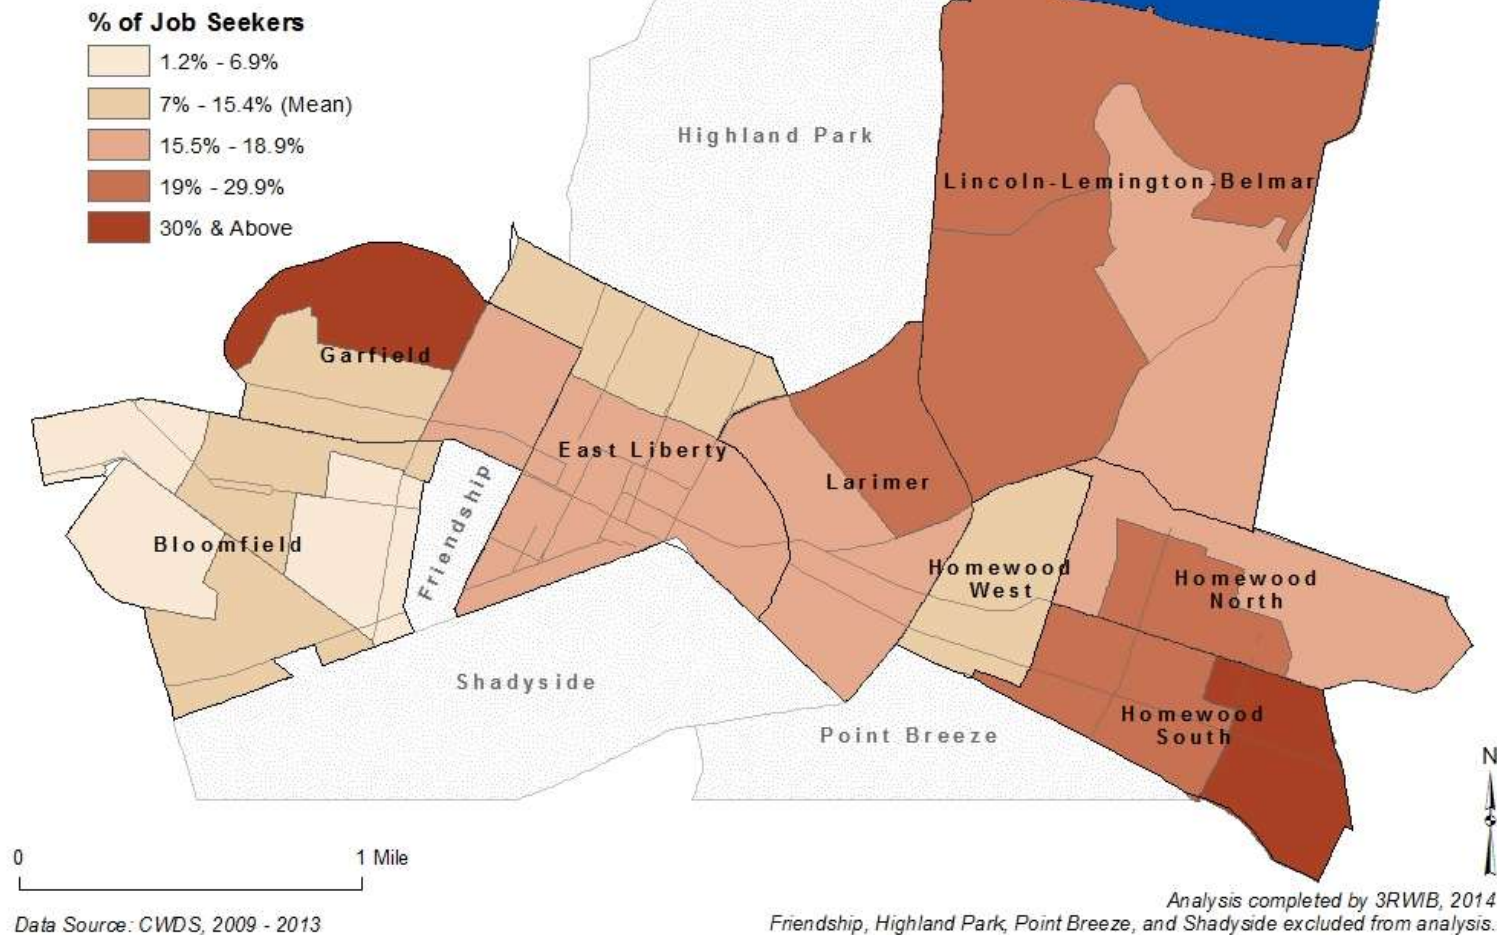 % of Job Seekers
1.2% - 6.9%
7% - 15.4% (Mean)
15.5% - 18.9%
19% - 29.9%
30% & Above
Highland Park
Lincoln-Lemington-Belmar
Garfield
East Liberty
Friendship
Larimer
Bloomfield
Homewood
West
Homewood
North
Shadyside
Point Breeze
Homewood
South
N
0
1 Mile
Data Source: CWDS, 2009 - 2013
Analysis completed by 3RWIB, 2014
Friendship, Highland Park, Point Breeze, and Shadyside excluded from analysis.